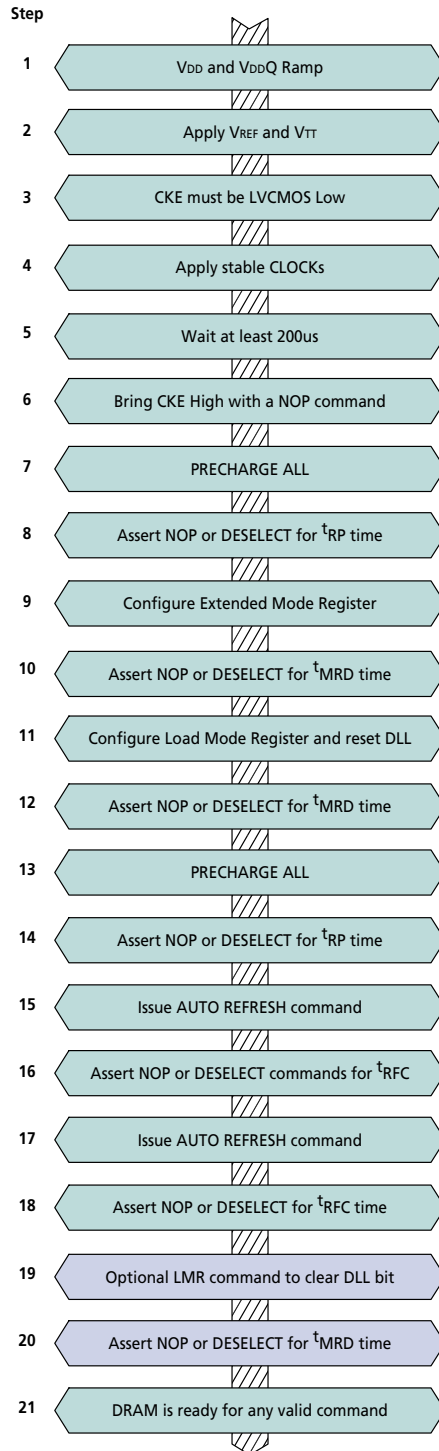 Step
1 VDD and VDDQ Ramp
2 Apply VREF and VTT
3 CKE must be LVCMOS Low
4 Apply stable CLOCKs
5 Wait at least 200us
6 Bring CKE High with a NOP command
7 PRECHARGE ALL
8 Assert NOP or DESELECT for tRP time
9 Configure Extended Mode Register
10 Assert NOP or DESELECT for tMRD time
11 Configure Load Mode Register and reset DLL
12 Assert NOP or DESELECT for tMRD time
13 PRECHARGE ALL
14 Assert NOP or DESELECT for tRP time
15 Issue AUTO REFRESH command
16 Assert NOP or DESELECT commands for tRFC
17 Issue AUTO REFRESH command
18 Assert NOP or DESELECT for tRFC time
19 Optional LMR command to clear DLL bit
20 Assert NOP or DESELECT for tMRD time
21 DRAM is ready for any valid command